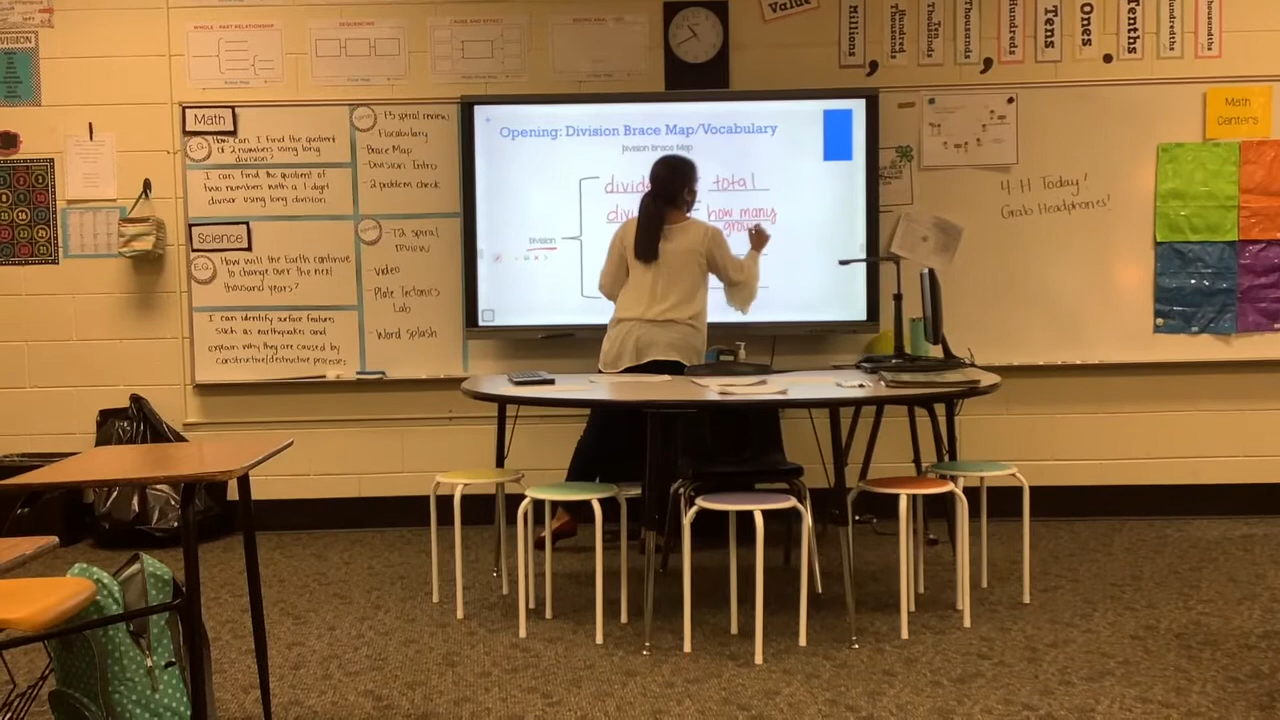 WHOLE - PART RELATIONSHIP
SEQUENCING
CAUSE AND EFFECT
Value
Millions
,
Hundred Thousands
Ten Thousands
Thousands
,
Hundreds
Tens
Ones
.
Tenths
Hundredths
Thousandths
Math
E.Q.
How can I find the quotient
of 2 numbers using long
division?
I can find the quotient of
two numbers with a 1-digit
divisor using long division
- T5 spiral review
- Flocabulary
- Brace Map
- Division Intro
- 2 problem check
Science
E.Q.
How will the Earth continue
to change over the next
thousand years?
I can identify surface features
such as earthquakes and
explain why they are caused by
constructive/destructive processes
- T2 spiral
review
- video
- Plate Tectonics
Lab
- Word splash
Opening: Division Brace Map/Vocabulary
Division Brace Map
total
how many
Division
4-H Today!
Grab Headphones!
Math
Centers